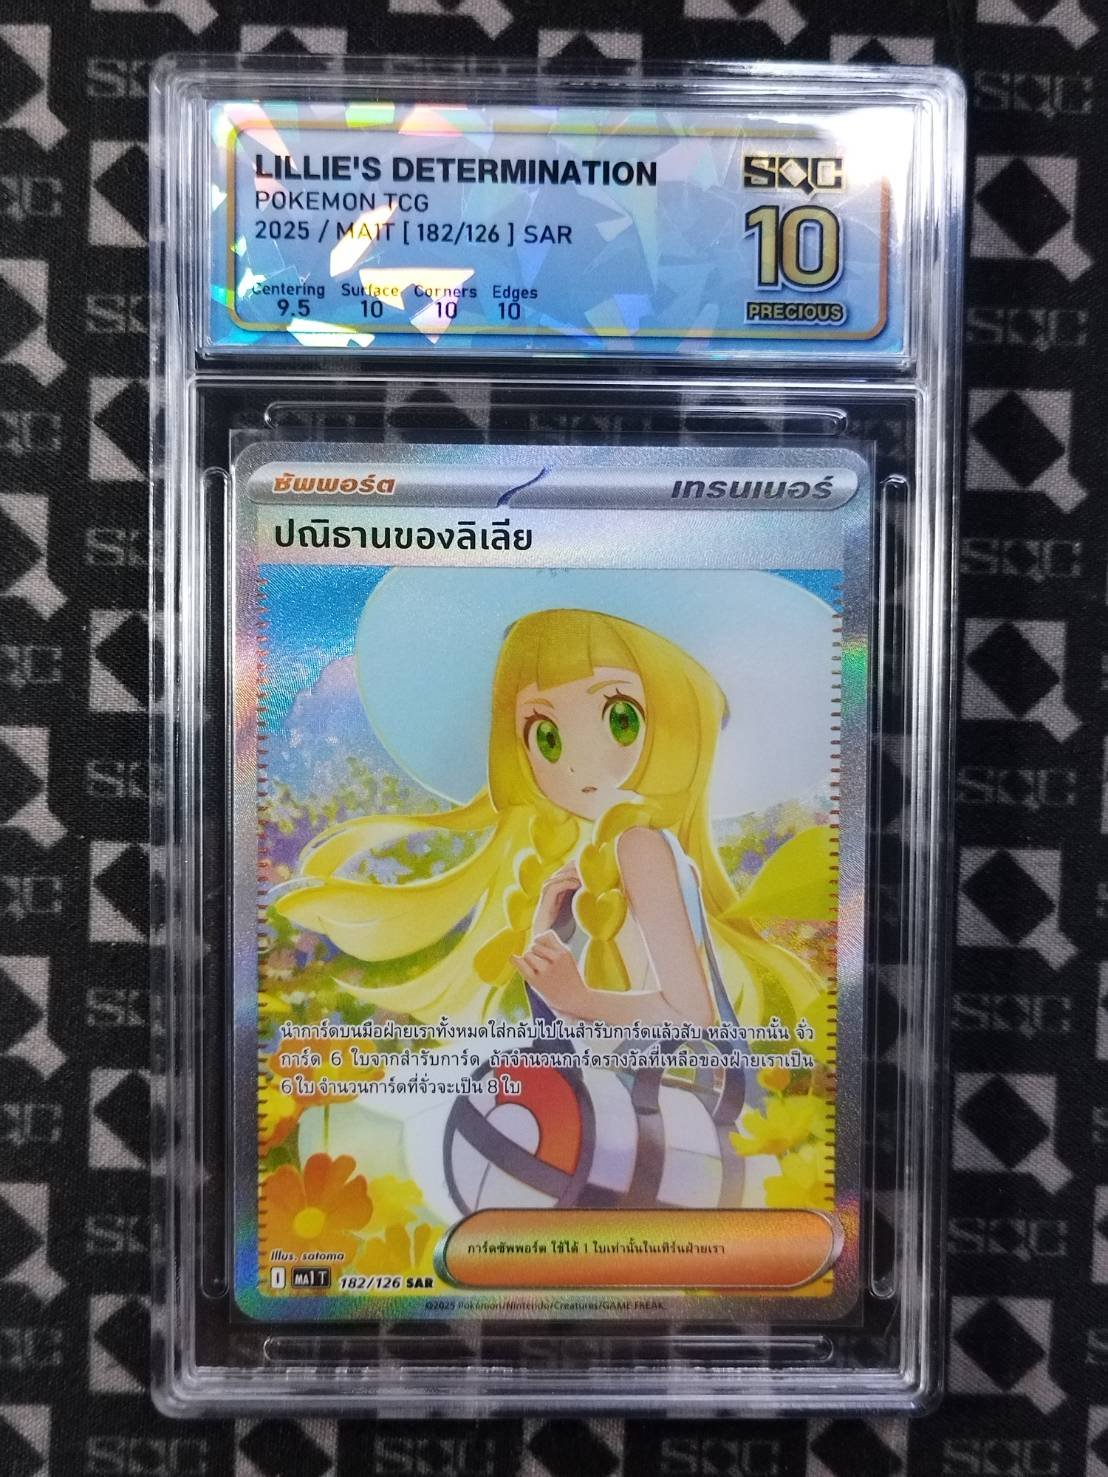 LILLIE'S DETERMINATION
POKEMON TCG
2025 / MA1T [ 182/126 ] SAR
Centering Surface Corners Edges
9.5 10 10 10
SQC
10
PRECIOUS
ซัพพอร์ต เทรนเนอร์
ปณิธานของลิเลีย
นำการ์ดบนมือฝ่ายเราทั้งหมดใส่กลับไปในสำรับการ์ดแล้วสับ หลังจากนั้น จั่ว
การ์ด 6 ใบจากสำรับการ์ด ถ้าจำนวนการ์ดรางวัลที่เหลือของฝ่ายเราเป็น
6 ใบ จำนวนการ์ดที่จั่วจะเป็น 8 ใบ
การ์ดซัพพอร์ต ใช้ได้ 1 ใบเท่านั้นในเทิร์นฝ่ายเรา
Illus. satoma
I MA1 T 182/126 SAR
©2025 Pokémon/Nintendo/Creatures/GAME FREAK